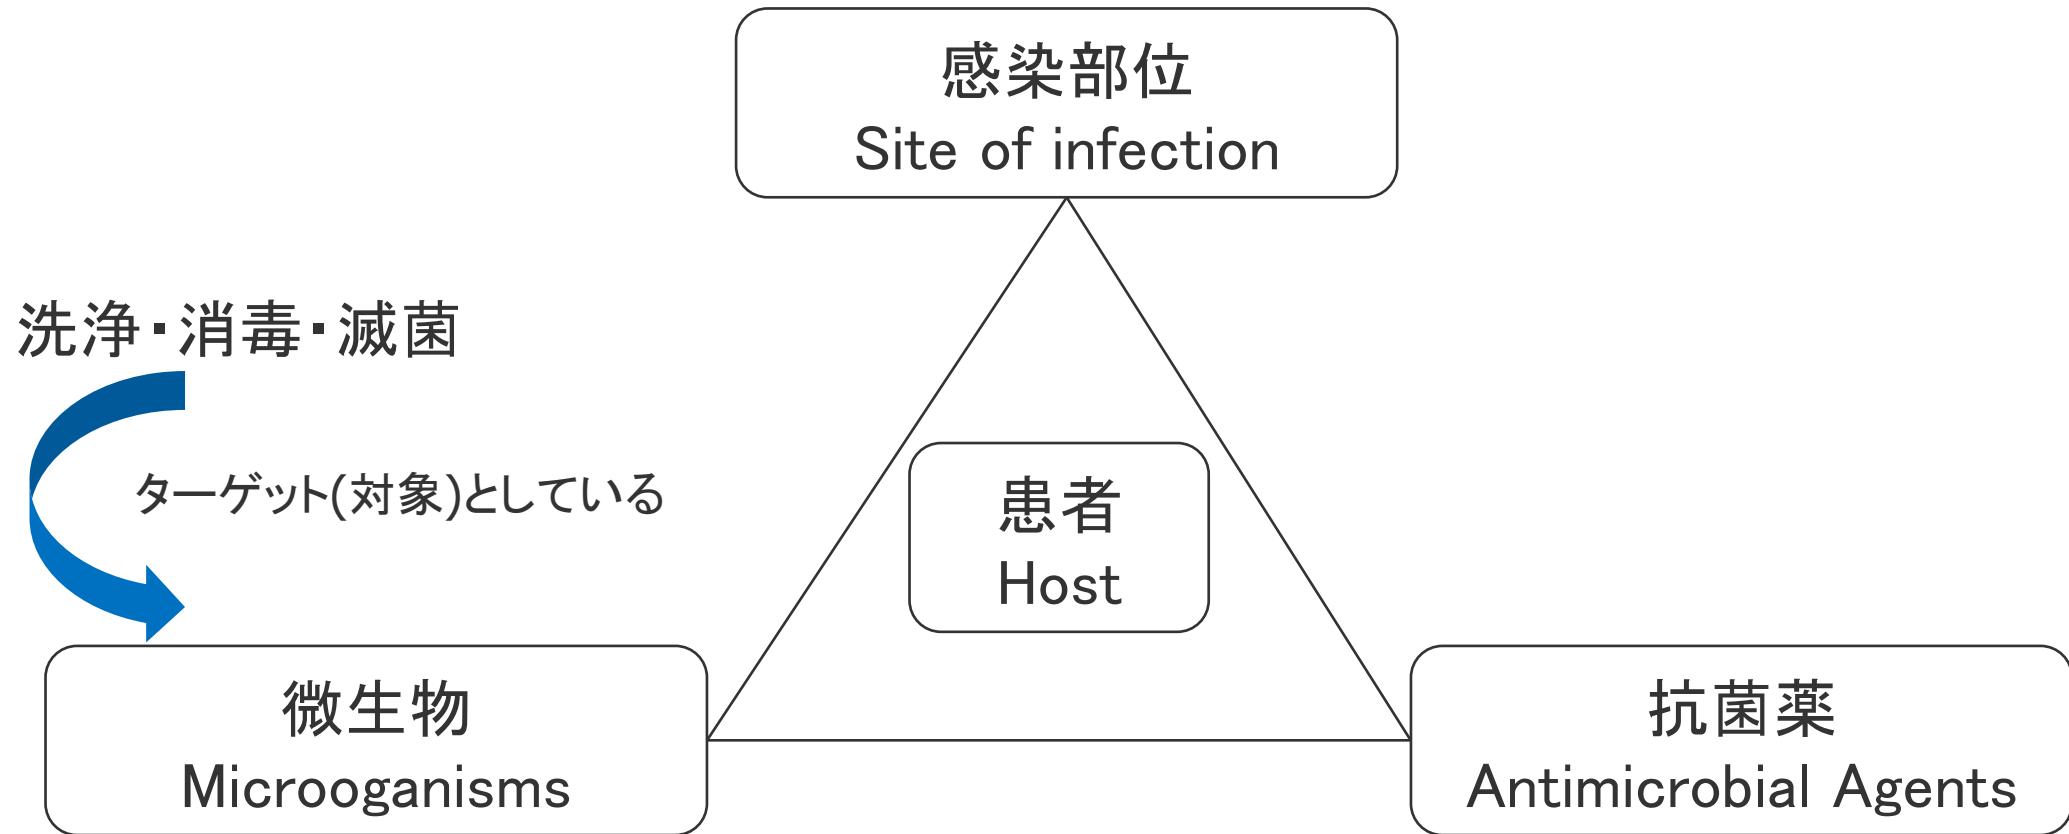 感染部位
Site of infection
洗浄・消毒・滅菌
ターゲット(対象)としている
患者
Host
微生物
Microoganisms
抗菌薬
Antimicrobial Agents